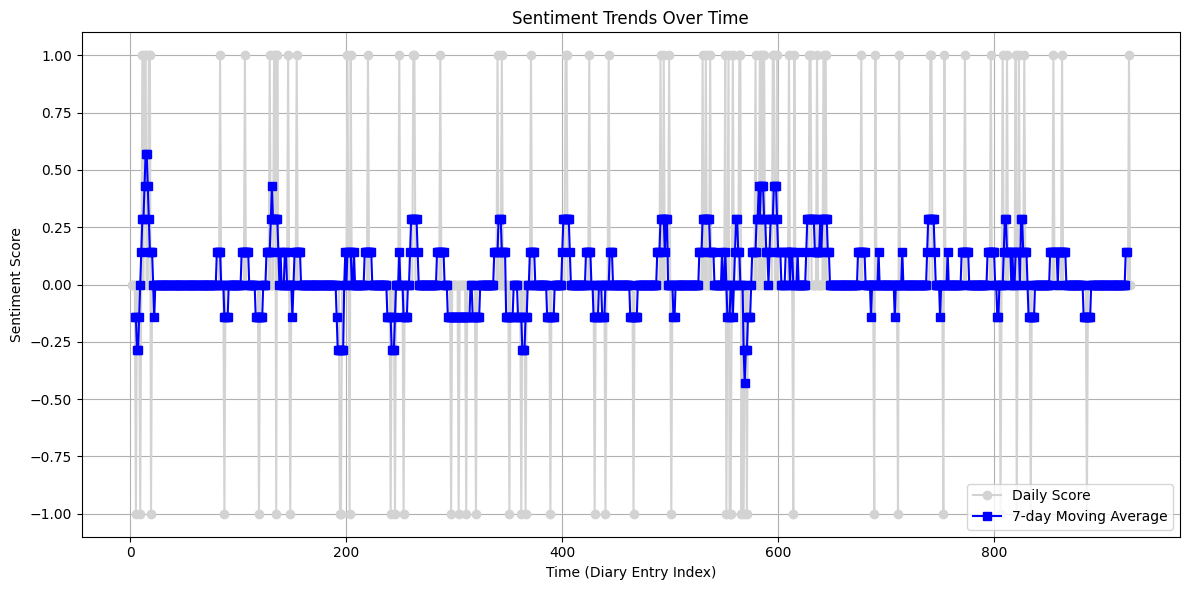 Sentiment Trends Over Time
Sentiment Score
1.00
0.75
0.50
0.25
0.00
−0.25
−0.50
−0.75
−1.00
0
200
400
600
800
Time (Diary Entry Index)
Daily Score
7-day Moving Average